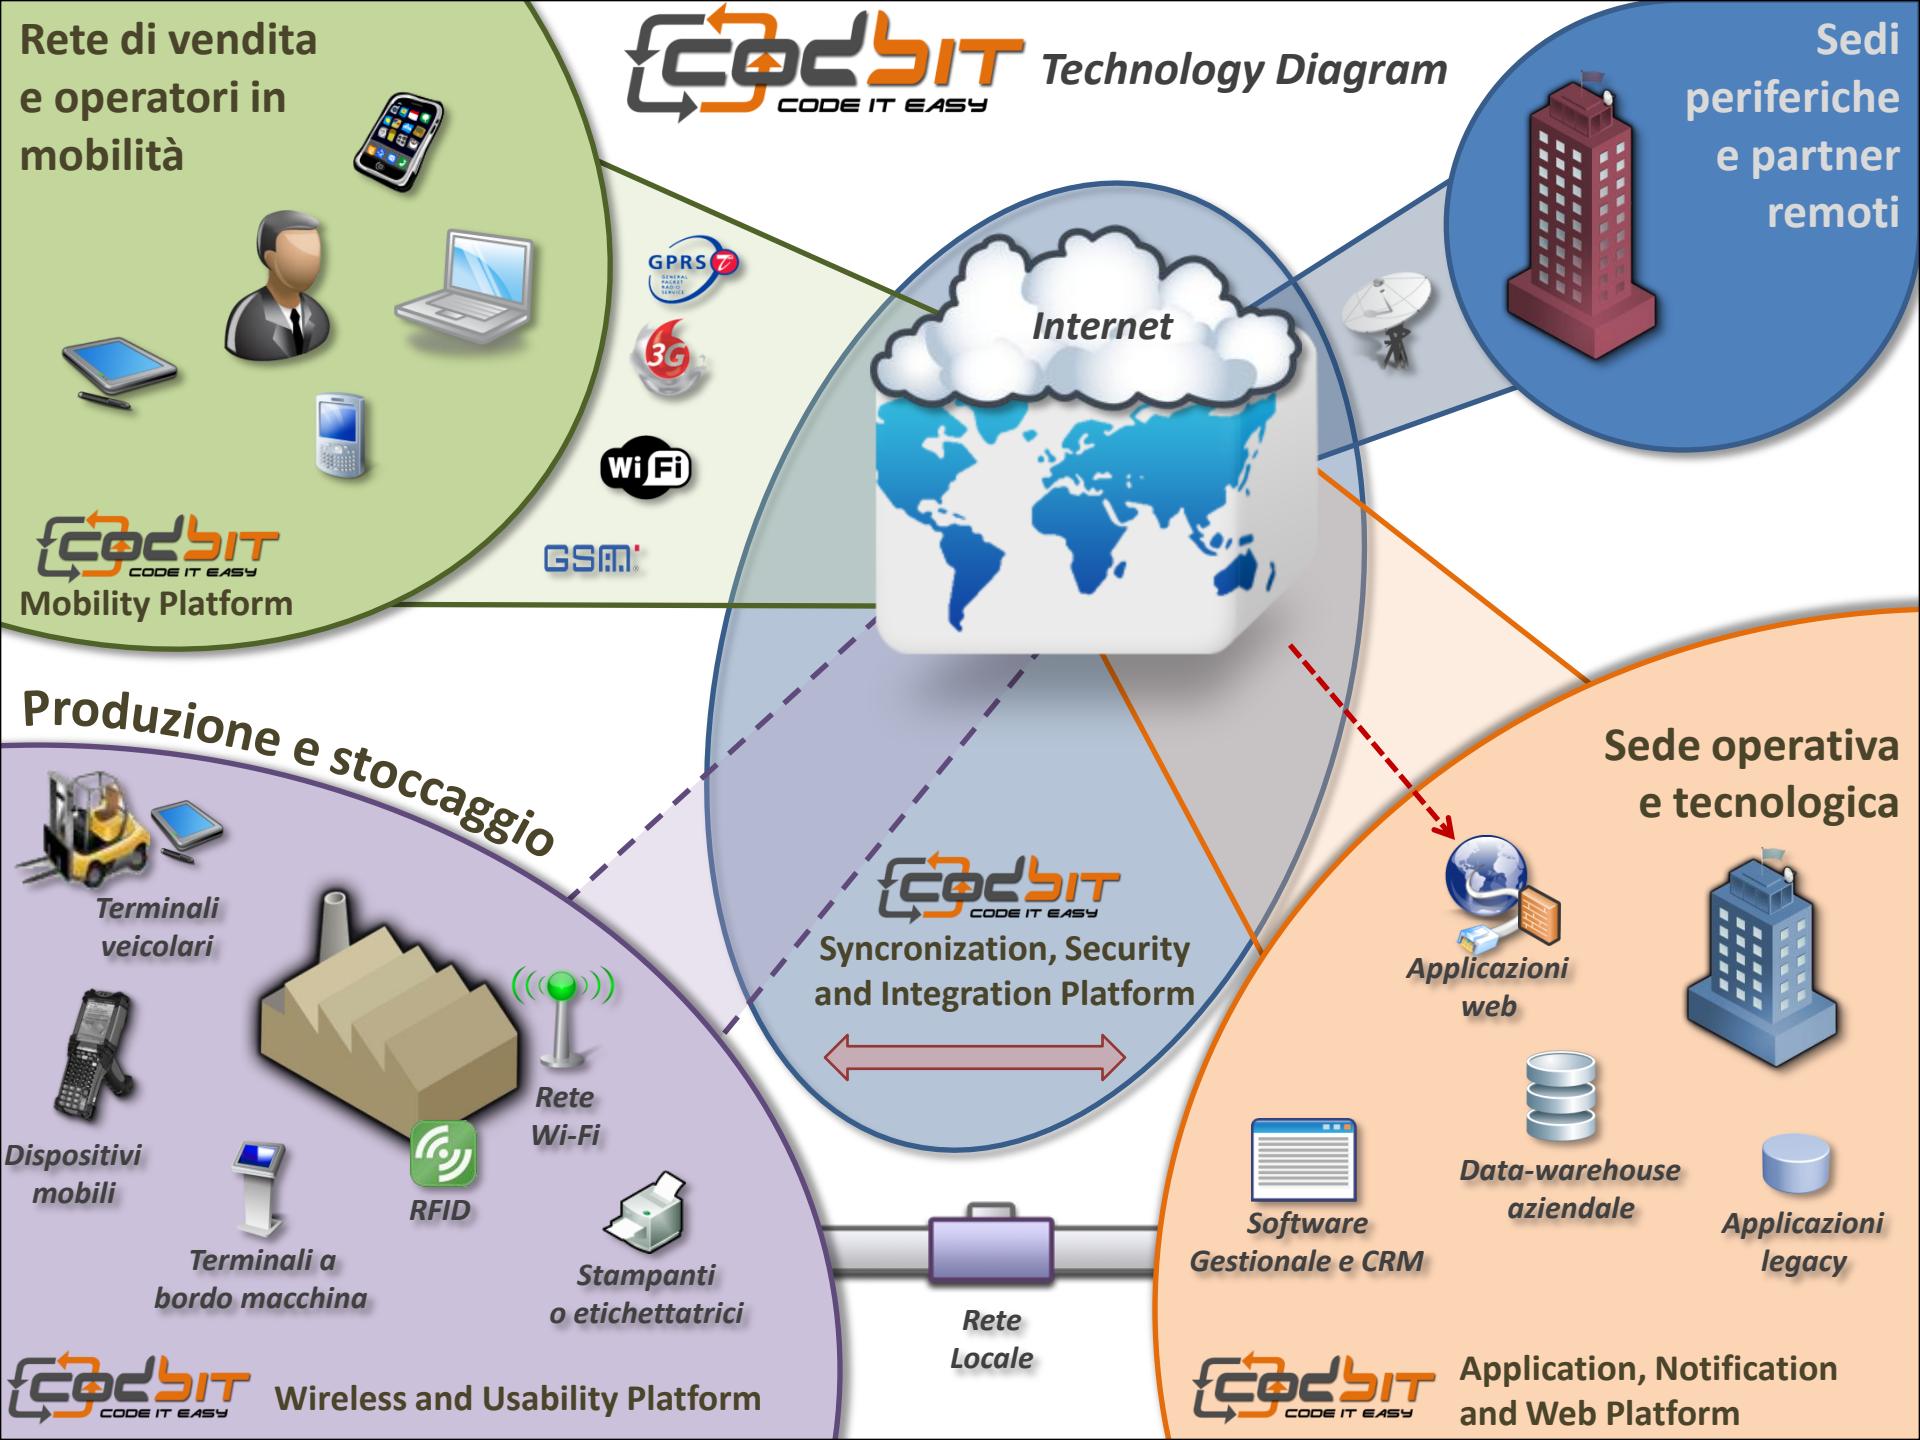 Rete di vendita
e operatori in
mobilità
codbit
CODE IT EASY
Technology Diagram
Sedi
periferiche
e partner
remoti
GPRS
GENERAL
PACKET
RADIO
SERVICE
3G
Wi Fi
GSM
Internet
codbit
CODE IT EASY
Mobility Platform
Produzione e stoccaggio
Terminali
veicolari
Dispositivi
mobili
Terminali a
bordo macchina
RFID
Rete
Wi-Fi
Stampanti
o etichettatrici
codbit
CODE IT EASY
Wireless and Usability Platform
codbit
CODE IT EASY
Syncronization, Security
and Integration Platform
Rete
Locale
Sede operativa
e tecnologica
Applicazioni
web
Data-warehouse
aziendale
Software
Gestionale e CRM
Applicazioni
legacy
codbit
CODE IT EASY
Application, Notification
and Web Platform